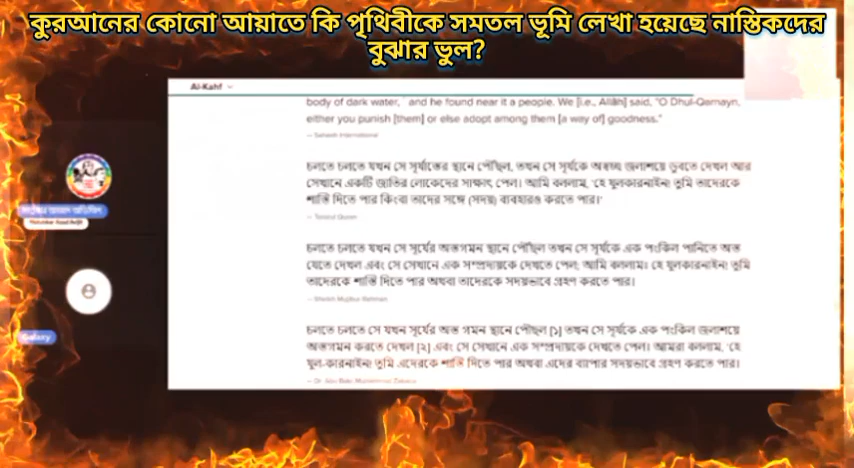 কুরআনের কোনো আয়াতে কি পৃথিবীকে সমতল ভূমি লেখা হয়েছে নাস্তিকদের
বুঝার ভুল?
Al-Kahf
body of dark water, and he found near it a people. We [i.e., Allāh] said, "O Dhul-Qarnayn,
either you punish [them] or else adopt among them [a way of] goodness."
— Saheeh International
চলতে চলতে যখন সে সূর্যাস্তের স্থানে পৌঁছিল, তখন সে সূর্যকে অস্বচ্ছ জলাশয়ে ডুবতে দেখল আর
সেখানে একটি জাতির লোকেদের সাক্ষাৎ পেল। আমি বললাম, 'হে যুলকারনাইন! তুমি তাদেরকে
শাস্তি দিতে পার কিংবা তাদের সঙ্গে (সদয়) ব্যবহারও করতে পার।'
— Taisirul Quran
চলতে চলতে যখন সে সূর্যের অস্তগমন স্থানে পৌঁছল তখন সে সূর্যকে এক পংকিল পানিতে অস্ত
যেতে দেখল এবং সে সেখানে এক সম্প্রদায়কে দেখতে পেল; আমি বললাম। হে যুলকারনাইন! তুমি
তাদেরকে শাস্তি দিতে পার অথবা তাদেরকে সদয়ভাবে গ্রহণ করতে পার।
— Sheikh Mujibur Rahman
চলতে চলতে সে যখন সূর্যের অস্ত গমন স্থানে পৌঁছল [১] তখন সে সূর্যকে এক পংকিল জলাশয়ে
অস্তগমন করতে দেখল [২] এবং সে সেখানে এক সম্প্রদায়কে দেখতে পেল। আমরা বললাম, 'হে
যুল-কারনাইন! তুমি এদেরকে শাস্তি দিতে পার অথবা এদের ব্যাপার সদয়ভাবে গ্রহণ করতে পার।
— Dr. Abu Bakr Muhammad Zakaria
Galaxy